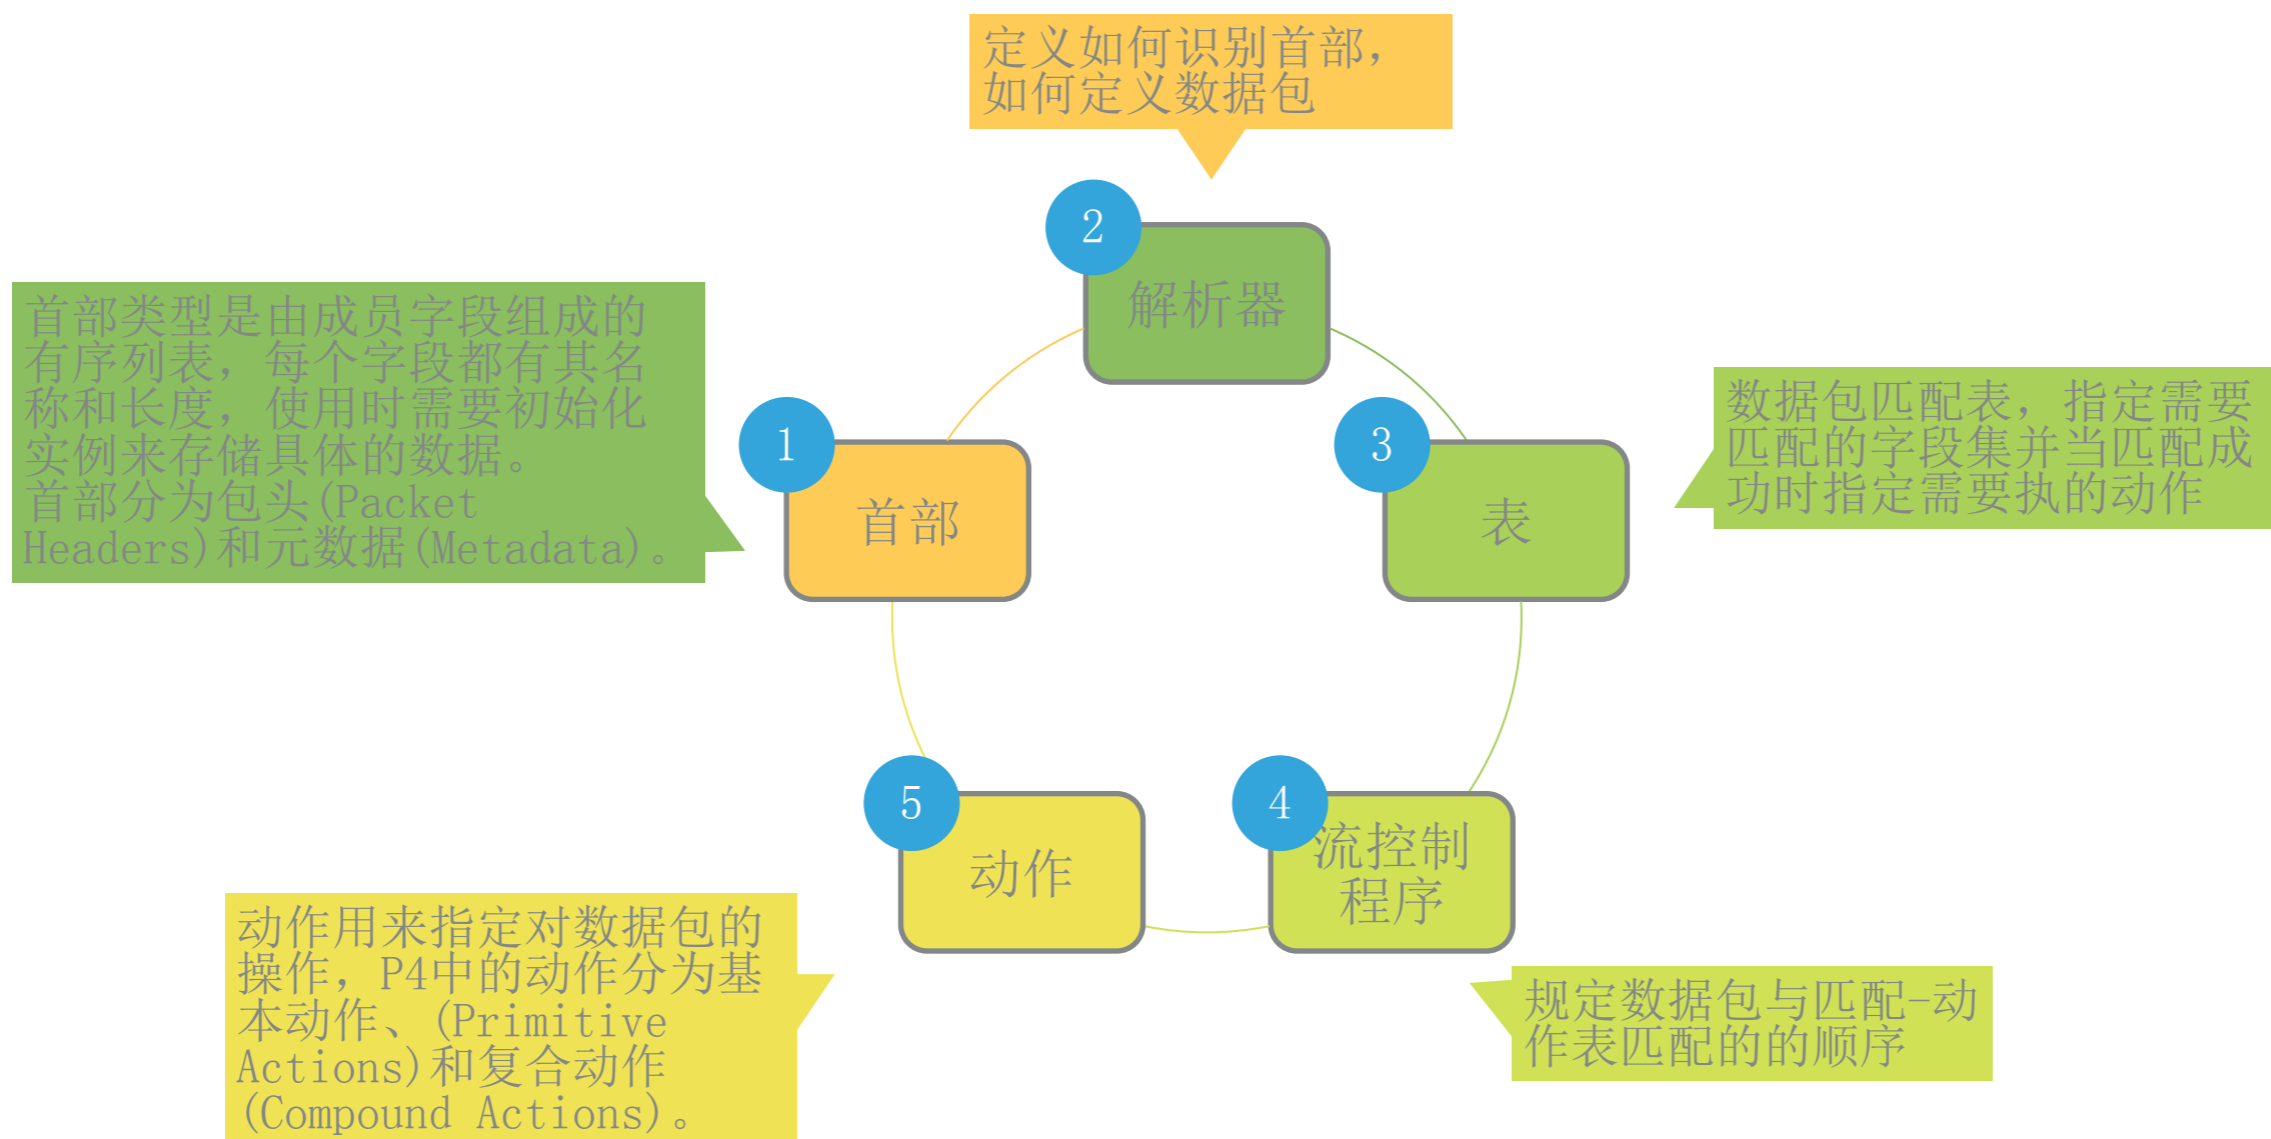 定义如何识别首部，
如何定义数据包
2
解析器
首部类型是由成员字段组成的
有序列表，每个字段都有其名
称和长度，使用时需要初始化
实例来存储具体的数据。
首部分为包头(Packet
Headers)和元数据(Metadata)。
1
首部
3
表
数据包匹配表，指定需要
匹配的字段集并当匹配成
功时指定需要执的动作
5
动作
4
流控制
程序
动作用来指定对数据包的
操作，P4中的动作分为基
本动作、(Primitive
Actions)和复合动作
(Compound Actions)。
规定数据包与匹配-动
作表匹配的的顺序